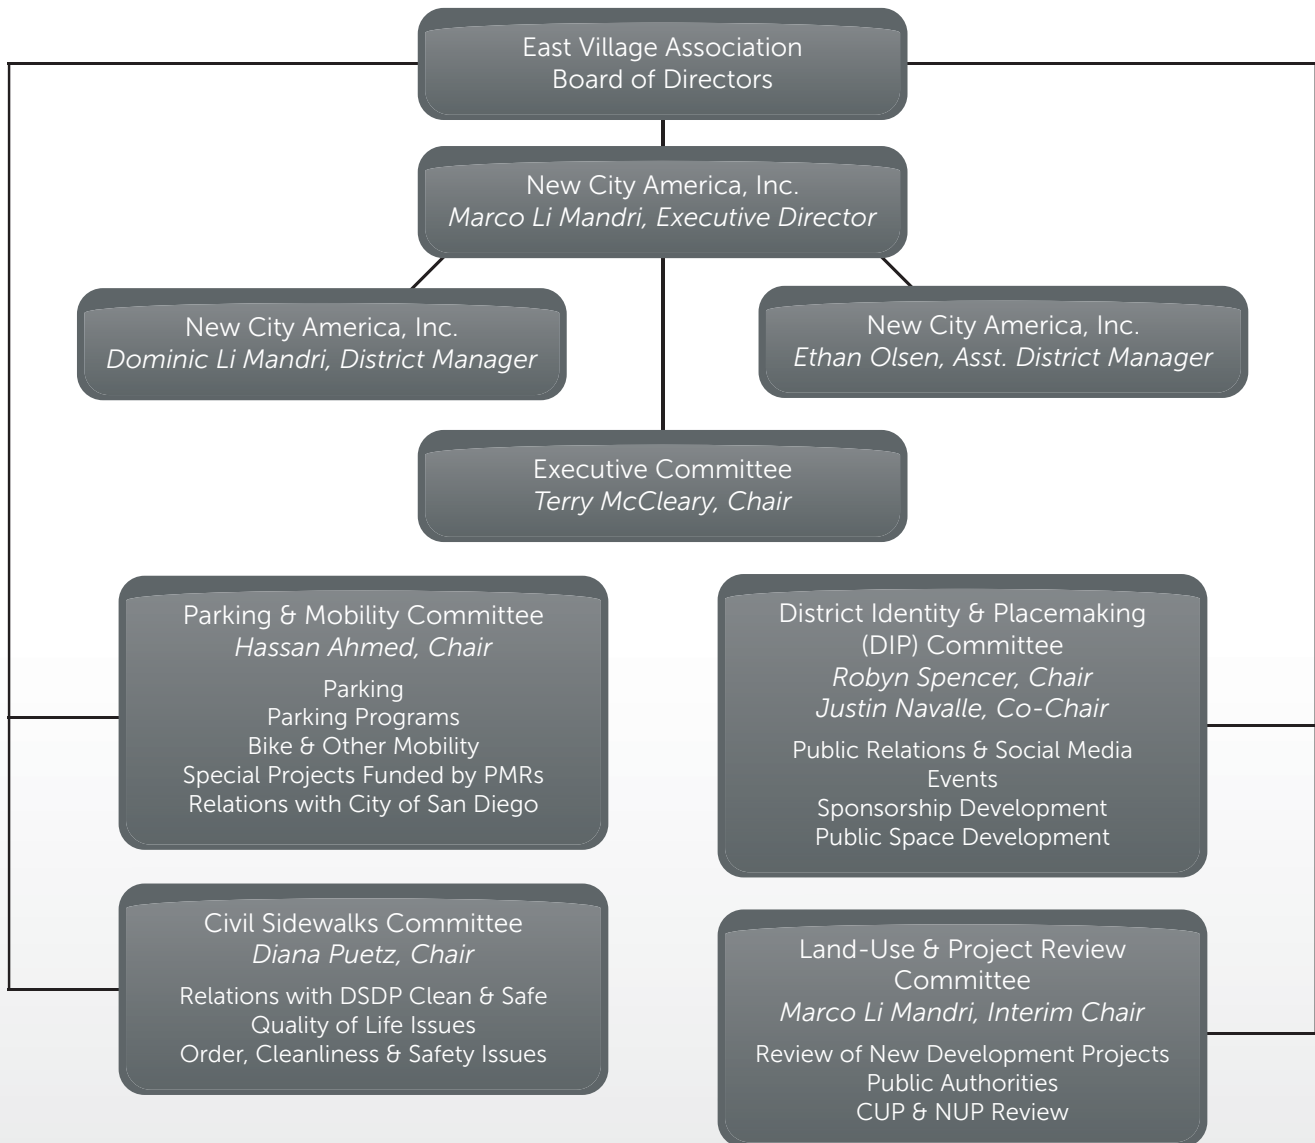 East Village Association
Board of Directors
New City America, Inc.
Marco Li Mandri, Executive Director
New City America, Inc.
Dominic Li Mandri, District Manager
New City America, Inc.
Ethan Olsen, Asst. District Manager
Executive Committee
Terry McCleary, Chair
Parking & Mobility Committee
Hassan Ahmed, Chair
Parking
Parking Programs
Bike & Other Mobility
Special Projects Funded by PMRs
Relations with City of San Diego
District Identity & Placemaking
(DIP) Committee
Robyn Spencer, Chair
Justin Navalle, Co-Chair
Public Relations & Social Media
Events
Sponsorship Development
Public Space Development
Civil Sidewalks Committee
Diana Puetz, Chair
Relations with DSDP Clean & Safe
Quality of Life Issues
Order, Cleanliness & Safety Issues
Land-Use & Project Review
Committee
Marco Li Mandri, Interim Chair
Review of New Development Projects
Public Authorities
CUP & NUP Review